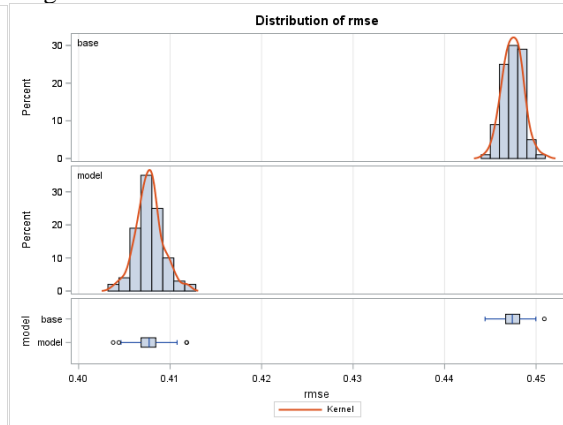 Distribution of rmse
base
30
20
10
0
Percent
model
30
20
10
0
Percent
base
model
model
0.40 0.41 0.42 0.43 0.44 0.45
rmse
Kernel